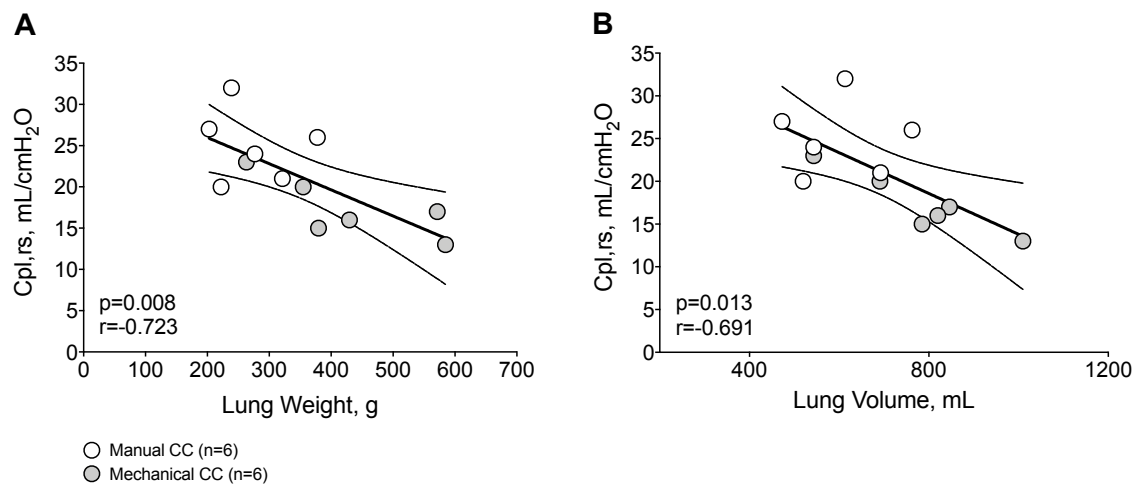 A
35
30
25
20
15
10
5
0
Cpl,rs, mL/cmH₂O
p=0.008
r=-0.723
0 100 200 300 400 500 600 700
Lung Weight, g
B
35
30
25
20
15
10
5
0
Cpl,rs, mL/cmH₂O
p=0.013
r=-0.691
400 800 1200
Lung Volume, mL
Manual CC (n=6)
Mechanical CC (n=6)